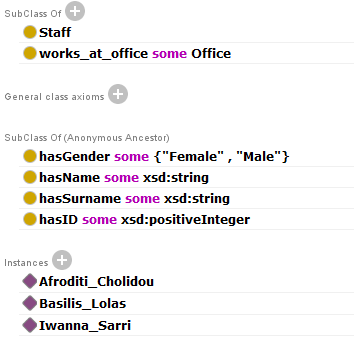 SubClass Of
Staff
works_at_office some Office
General class axioms
SubClass Of (Anonymous Ancestor)
hasGender some {"Female" , "Male"}
hasName some xsd:string
hasSurname some xsd:string
hasID some xsd:positiveInteger
Instances
Afroditi_Cholidou
Basilis_Lolas
Iwanna_Sarri